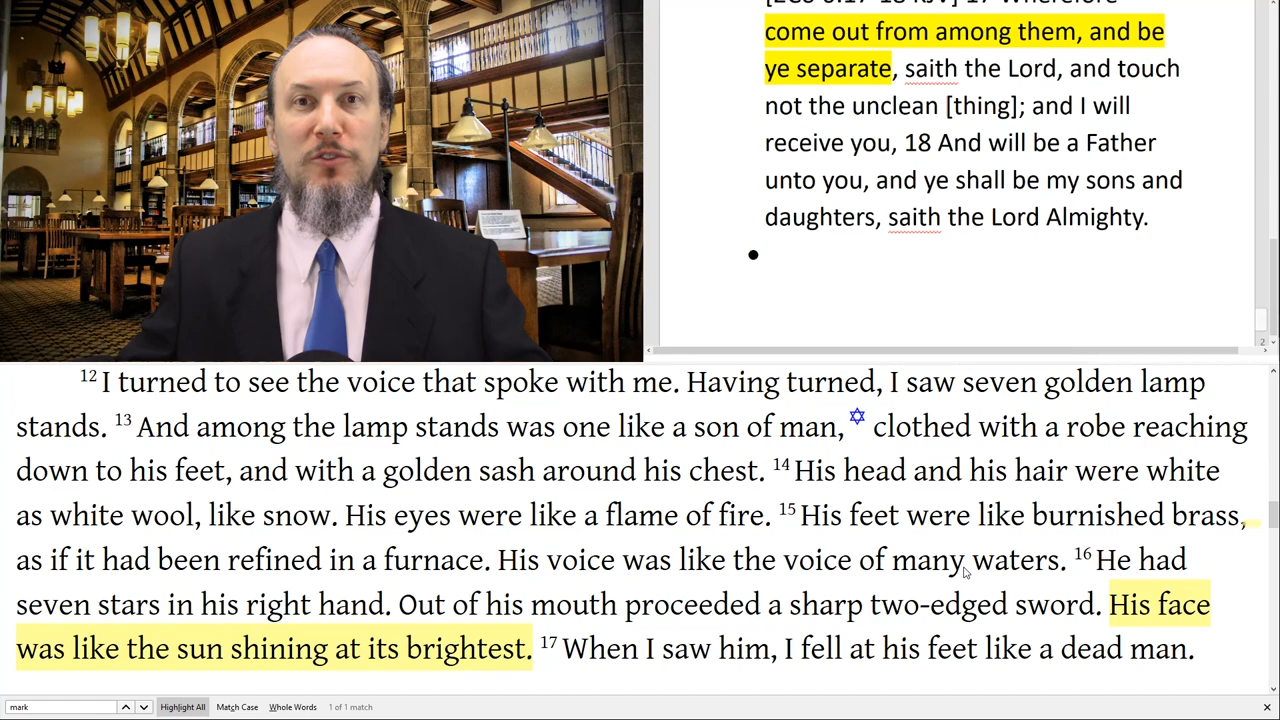 [2Co 6:17-18 KJV] 17 Wherefore
come out from among them, and be
ye separate, saith the Lord, and touch
not the unclean [thing]; and I will
receive you, 18 And will be a Father
unto you, and ye shall be my sons and
daughters, saith the Lord Almighty.
•
2
12 I turned to see the voice that spoke with me. Having turned, I saw seven golden lamp
stands. 13 And among the lamp stands was one like a son of man,✡ clothed with a robe reaching
down to his feet, and with a golden sash around his chest. 14 His head and his hair were white
as white wool, like snow. His eyes were like a flame of fire. 15 His feet were like burnished brass,
as if it had been refined in a furnace. His voice was like the voice of many waters. 16 He had
seven stars in his right hand. Out of his mouth proceeded a sharp two-edged sword. His face
was like the sun shining at its brightest. 17 When I saw him, I fell at his feet like a dead man.
mark Highlight All Match Case Whole Words 1 of 1 match